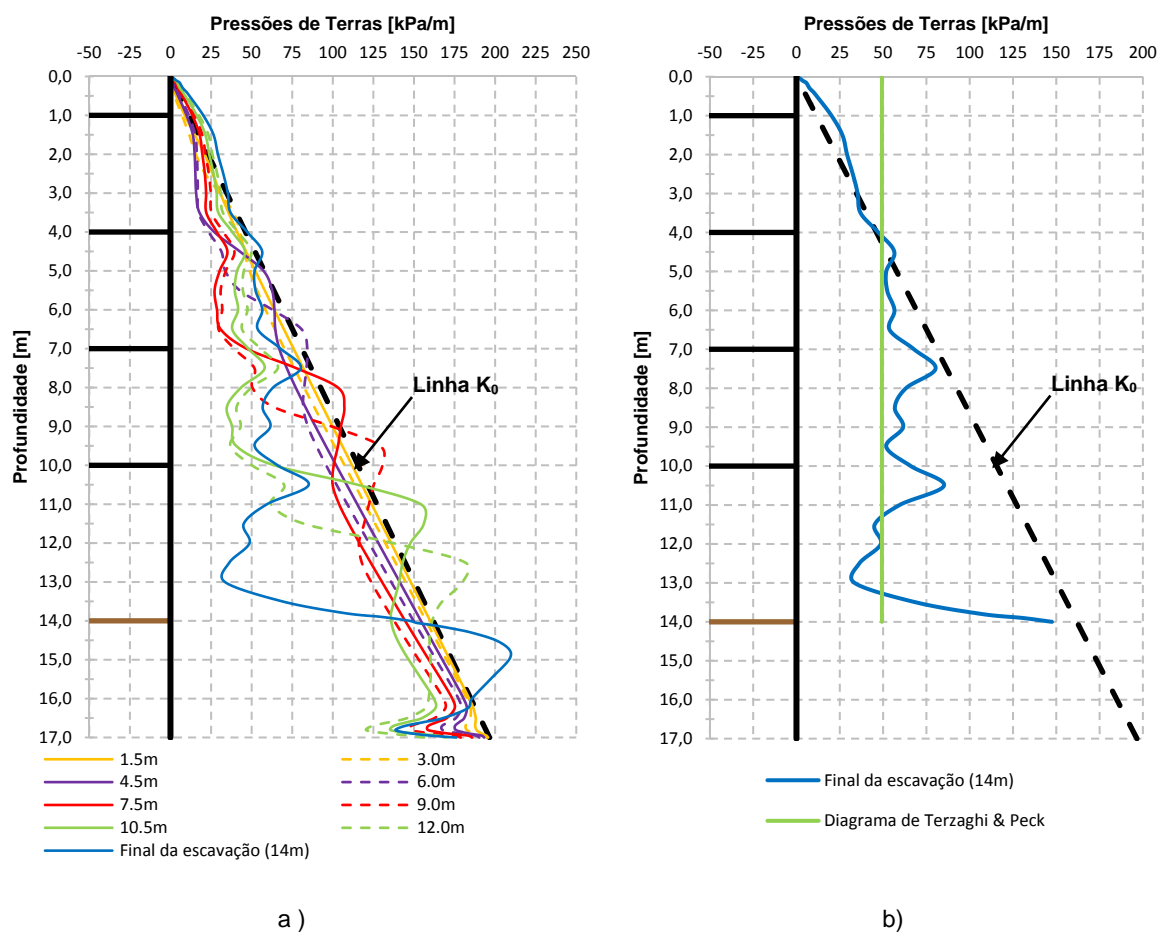 Pressões de Terras [kPa/m]
-50 -25 0 25 50 75 100 125 150 175 200 225 250
Profundidade [m]
0,0
1,0
2,0
3,0
4,0
5,0
6,0
7,0
8,0
9,0
10,0
11,0
12,0
13,0
14,0
15,0
16,0
17,0
Linha K₀
1.5m
3.0m
4.5m
6.0m
7.5m
9.0m
10.5m
12.0m
Final da escavação (14m)
a )
Pressões de Terras [kPa/m]
-50 -25 0 25 50 75 100 125 150 175 200
Profundidade [m]
0,0
1,0
2,0
3,0
4,0
5,0
6,0
7,0
8,0
9,0
10,0
11,0
12,0
13,0
14,0
15,0
16,0
17,0
Linha K₀
Final da escavação (14m)
Diagrama de Terzaghi & Peck
b)